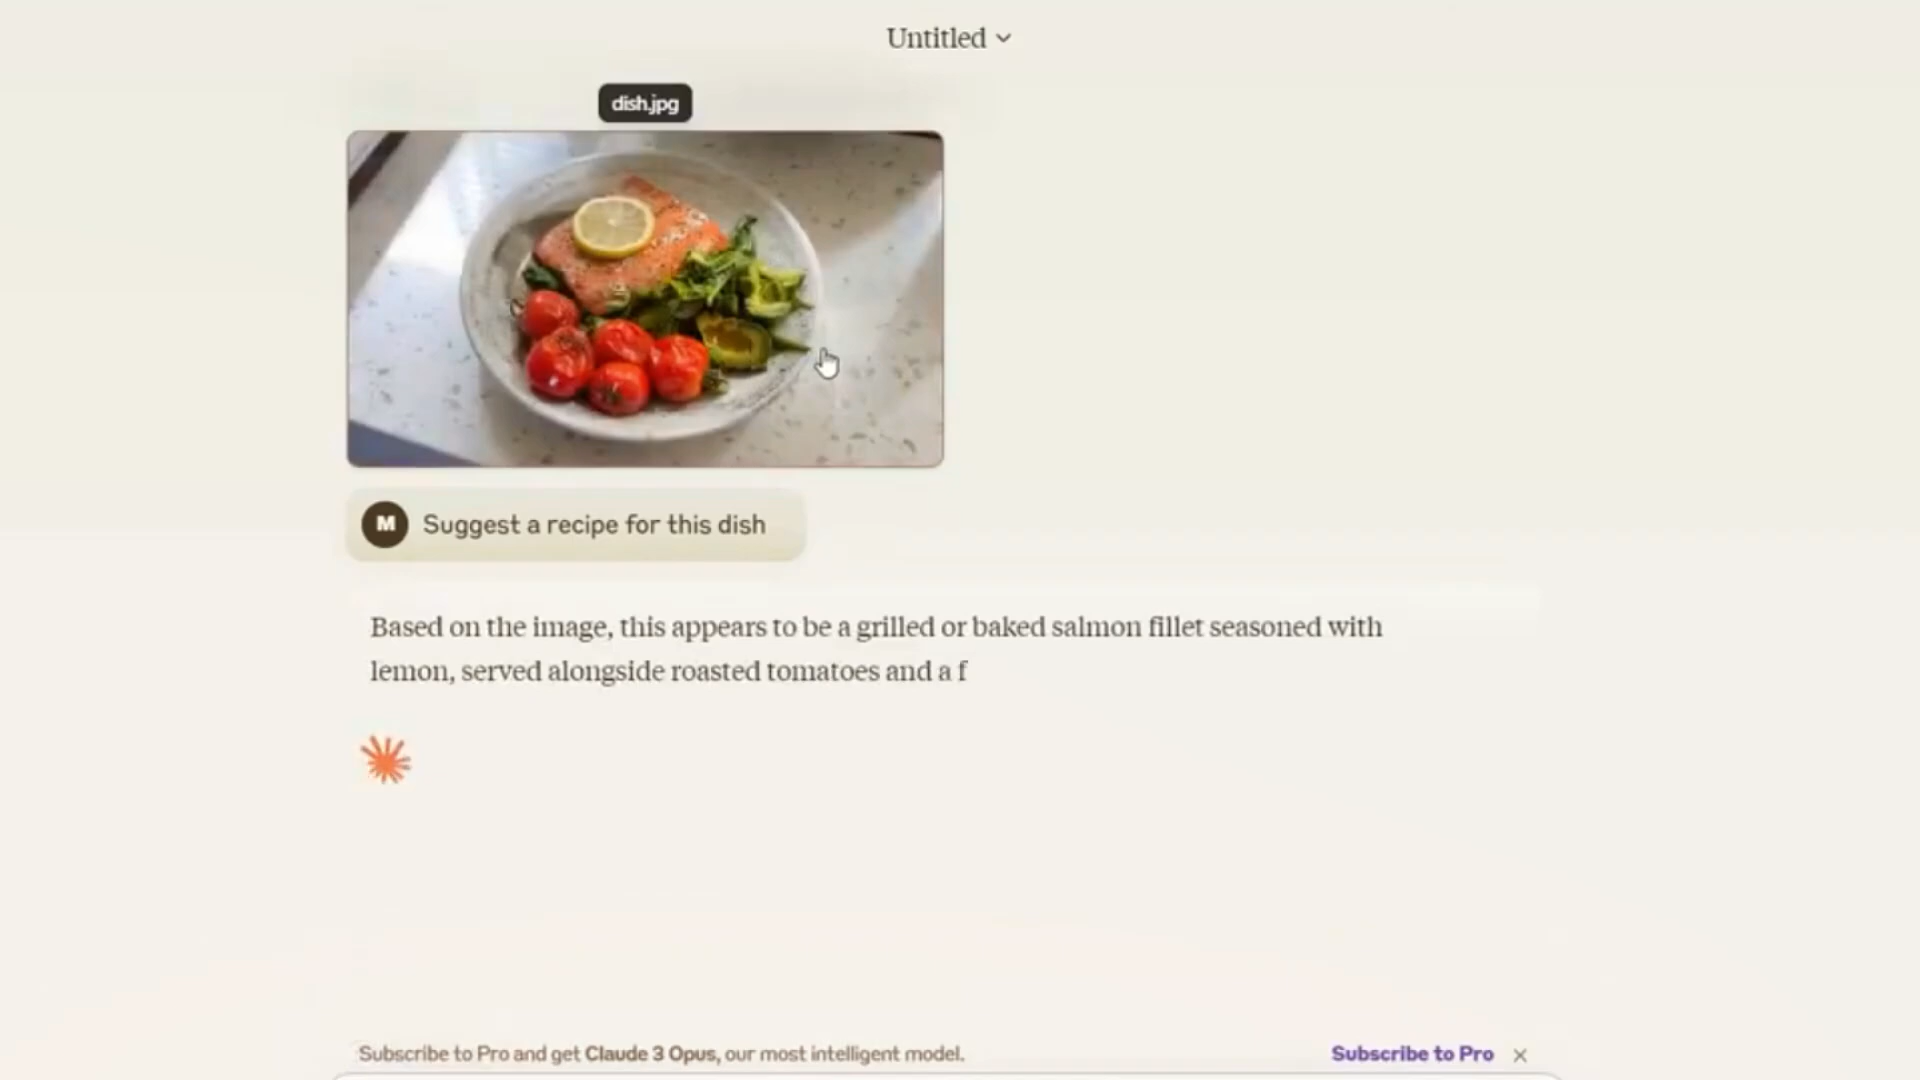 Untitled
dish.jpg
M Suggest a recipe for this dish
Based on the image, this appears to be a grilled or baked salmon fillet seasoned with
lemon, served alongside roasted tomatoes and a f
Subscribe to Pro and get Claude 3 Opus, our most intelligent model. Subscribe to Pro